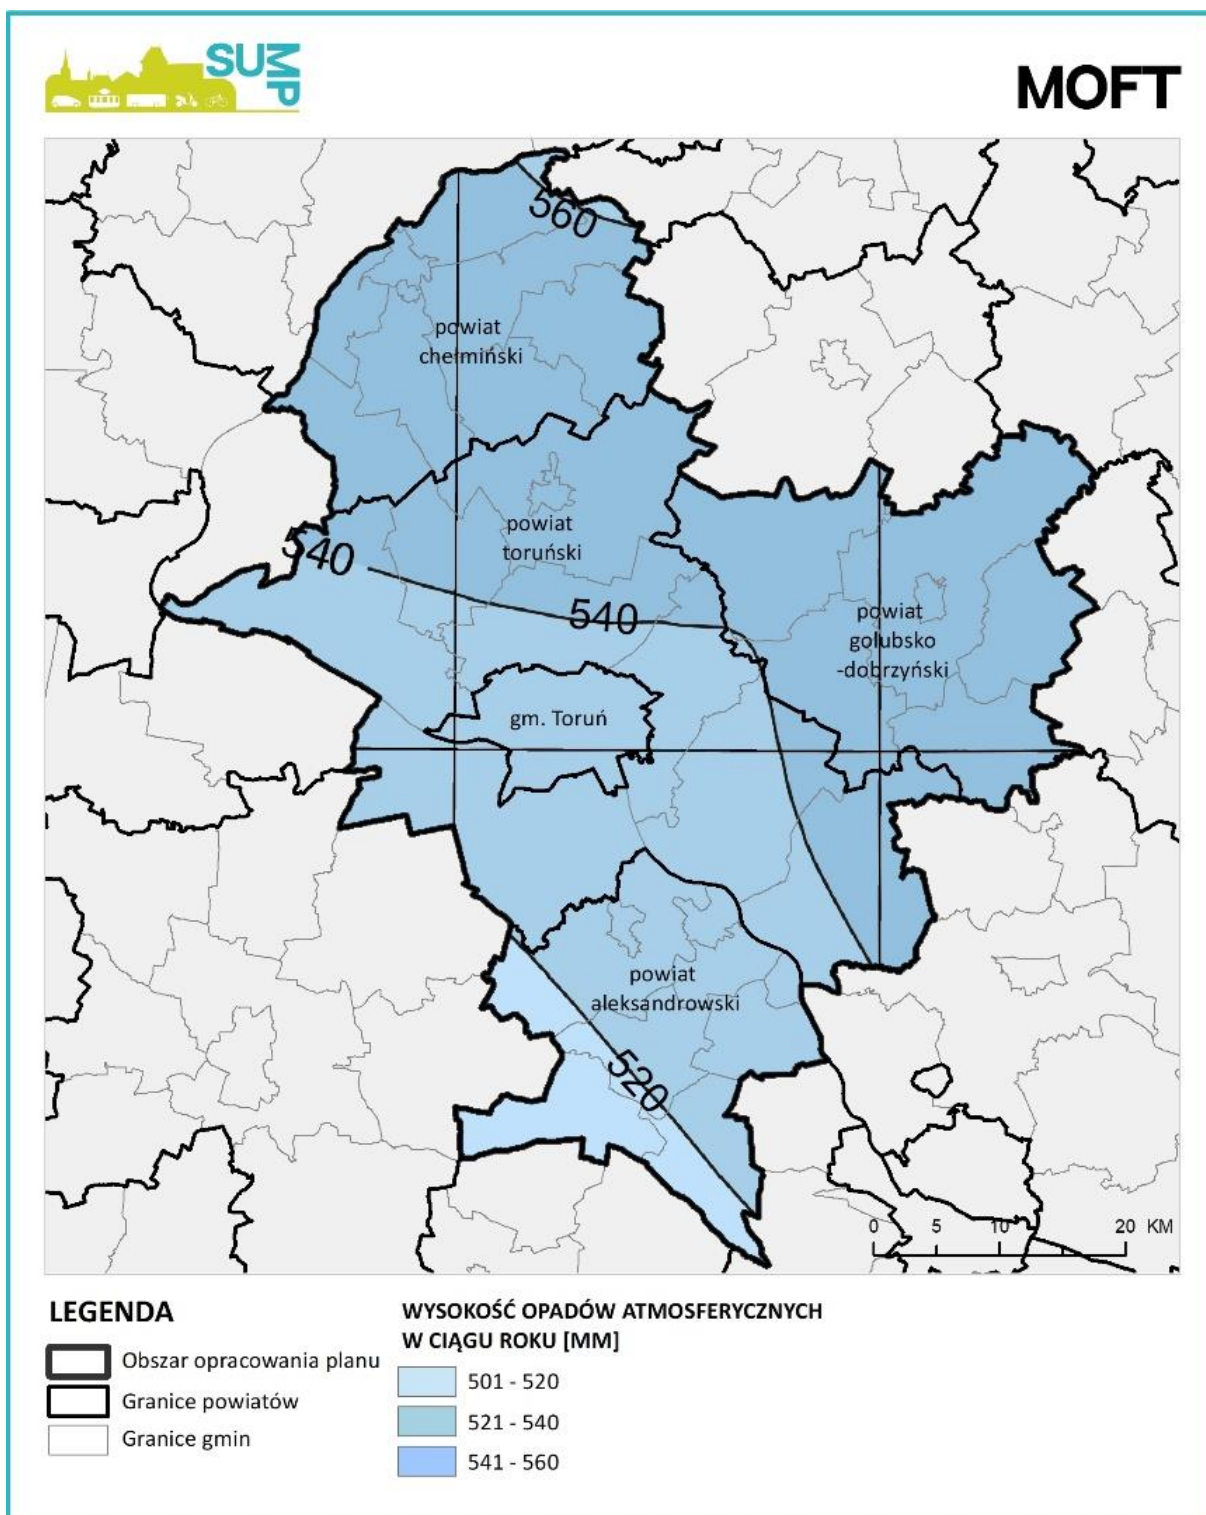 SUMP
MOFT
560
powiat
chełmiński
powiat
toruński
540
540
powiat
golubsko
-dobrzyński
gm. Toruń
powiat
aleksandrowski
520
0 5 10 20 KM
LEGENDA
Obszar opracowania planu
Granice powiatów
Granice gmin
WYSOKOŚĆ OPADÓW ATMOSFERYCZNYCH
W CIĄGU ROKU [MM]
501 - 520
521 - 540
541 - 560